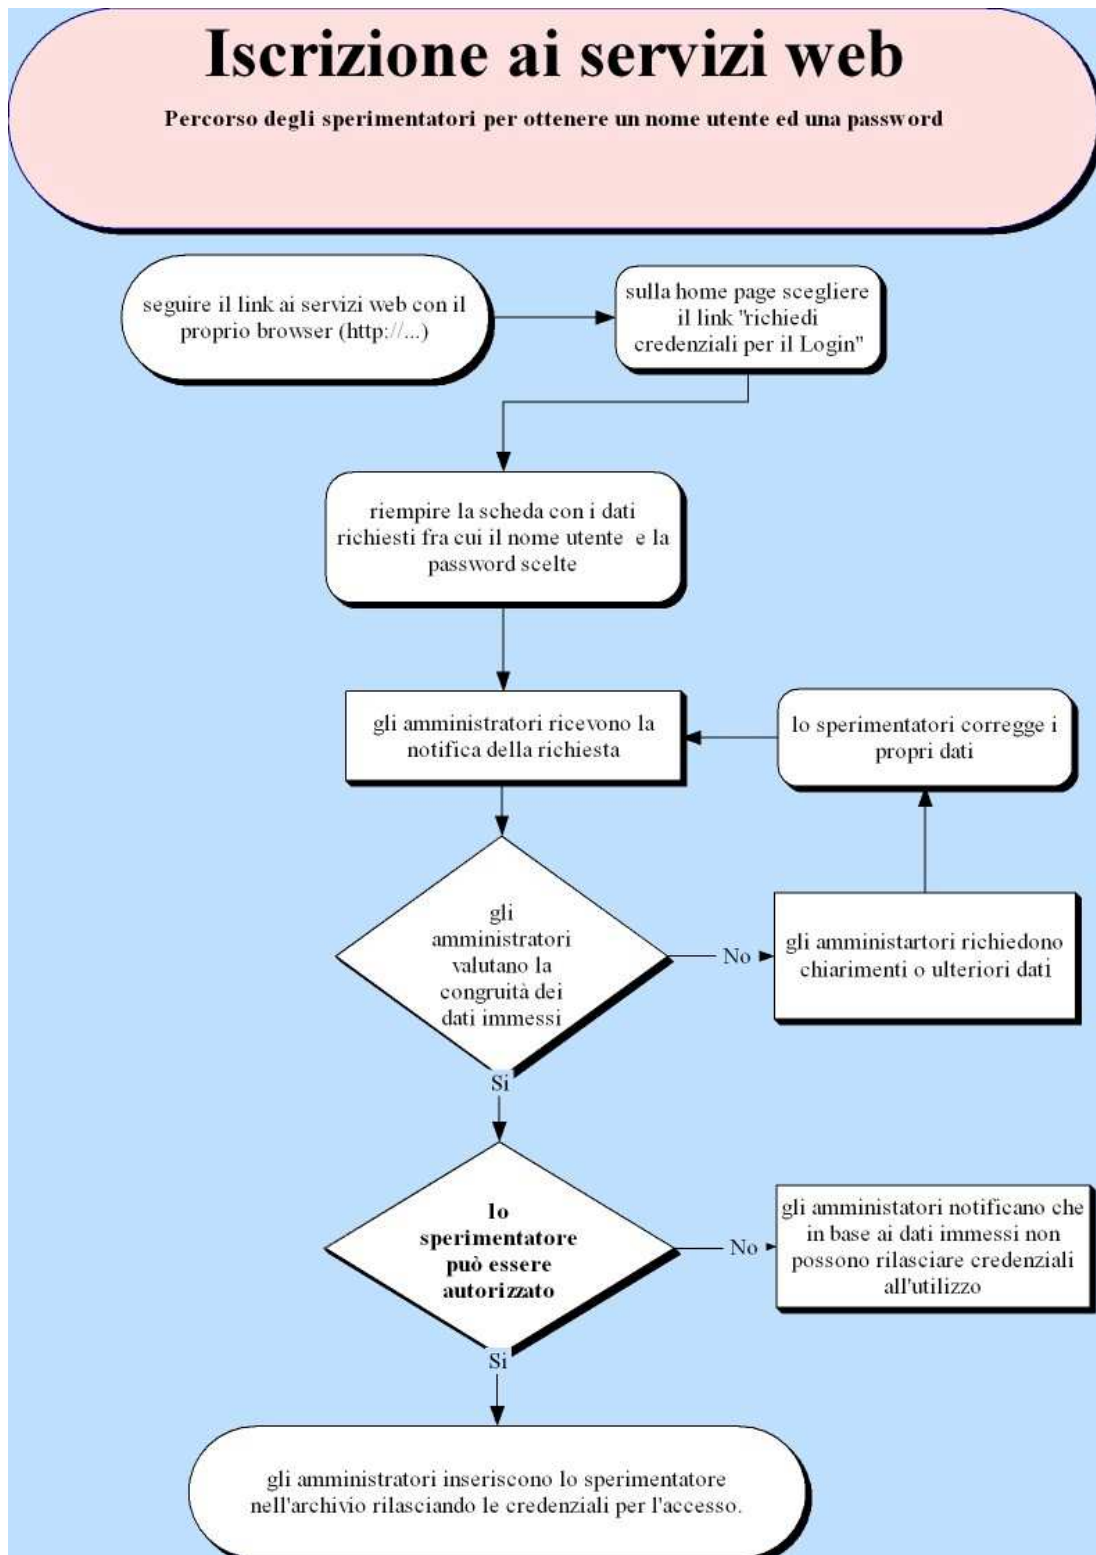 Iscrizione ai servizi web
Percorso degli sperimentatori per ottenere un nome utente ed una password
seguire il link ai servizi web con il
proprio browser (http://...)
sulla home page scegliere
il link "richiedi
credenziali per il Login"
riempire la scheda con i dati
richiesti fra cui il nome utente e la
password scelte
gli amministratori ricevono la
notifica della richiesta
lo sperimentatori corregge i
propri dati
gli
amministratori
valutano la
congruità dei
dati immessi
No
gli amministartori richiedono
chiarimenti o ulteriori dati
Si
lo
sperimentatore
può essere
autorizzato
No
gli amministatori notificano che
in base ai dati immessi non
possono rilasciare credenziali
all'utilizzo
Si
gli amministratori inseriscono lo sperimentatore
nell'archivio rilasciando le credenziali per l'accesso.